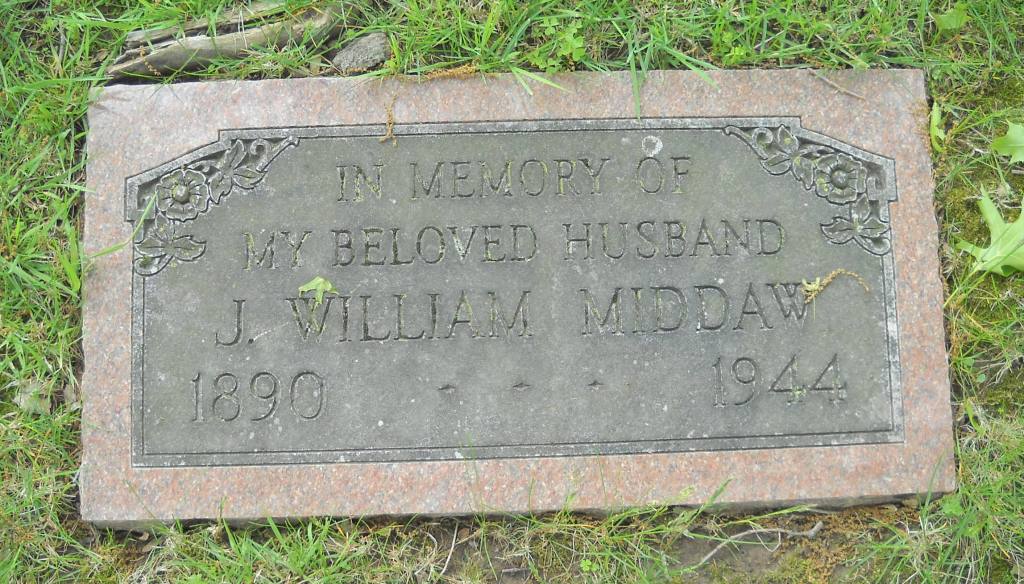 IN MEMORY OF
MY BELOVED HUSBAND
J. WILLIAM MIDDAW
1890 - - - 1944